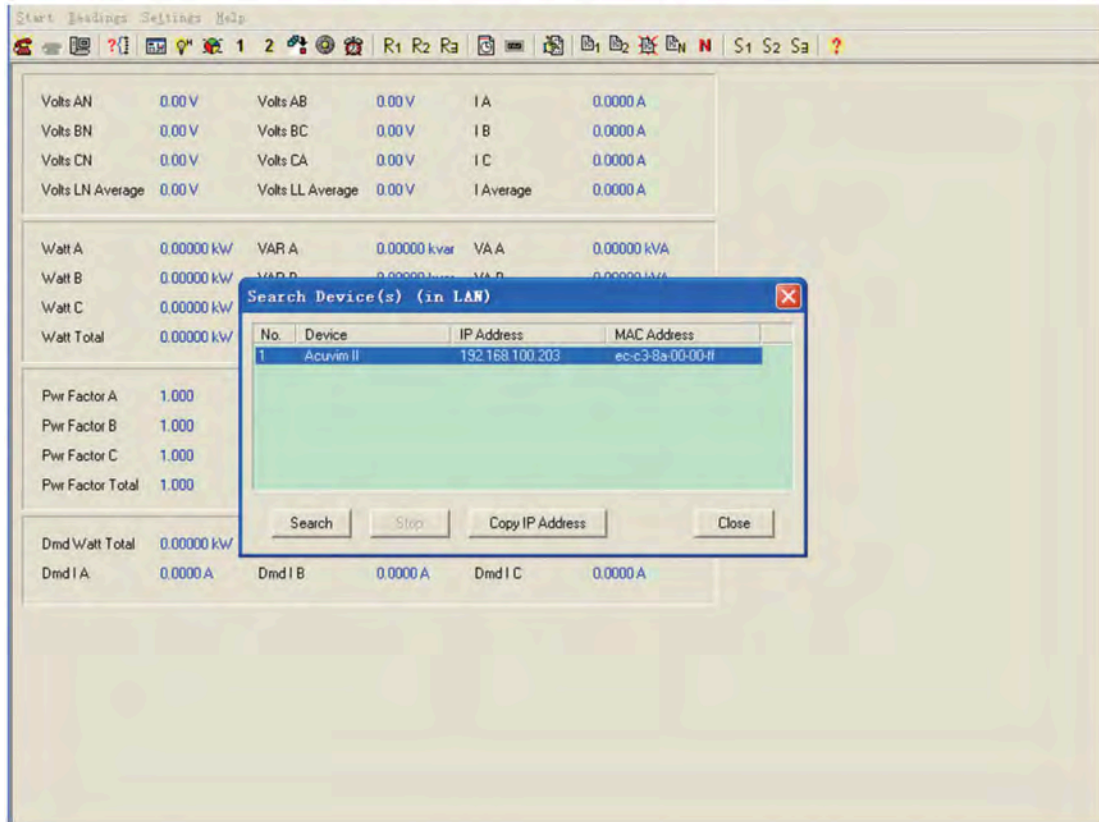 Start Readings Settings Help
1 2 R1 R2 R3 1 2 N N S1 S2 S3 ?
Volts AN 0.00 V Volts AB 0.00 V I A 0.0000 A
Volts BN 0.00 V Volts BC 0.00 V I B 0.0000 A
Volts CN 0.00 V Volts CA 0.00 V I C 0.0000 A
Volts LN Average 0.00 V Volts LL Average 0.00 V I Average 0.0000 A
Watt A 0.00000 kW VAR A 0.00000 kvar VA A 0.00000 kVA
Watt B 0.00000 kW
Watt C 0.00000 kW
Watt Total 0.00000 kW
Pwr Factor A 1.000
Pwr Factor B 1.000
Pwr Factor C 1.000
Pwr Factor Total 1.000
Dmd Watt Total 0.00000 kW
Dmd I A 0.0000 A Dmd I B 0.0000 A Dmd I C 0.0000 A
Search Device(s) (in LAN)
No. Device IP Address MAC Address
1 Acuvim II 192.168.100.203 ec-c3-8a-00-00-ff
Search Stop Copy IP Address Close